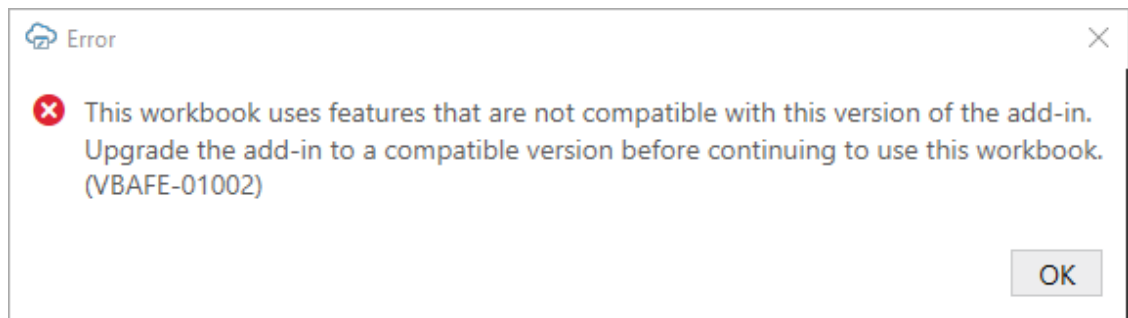 Error
This workbook uses features that are not compatible with this version of the add-in.
Upgrade the add-in to a compatible version before continuing to use this workbook.
(VBAFE-01002)
OK